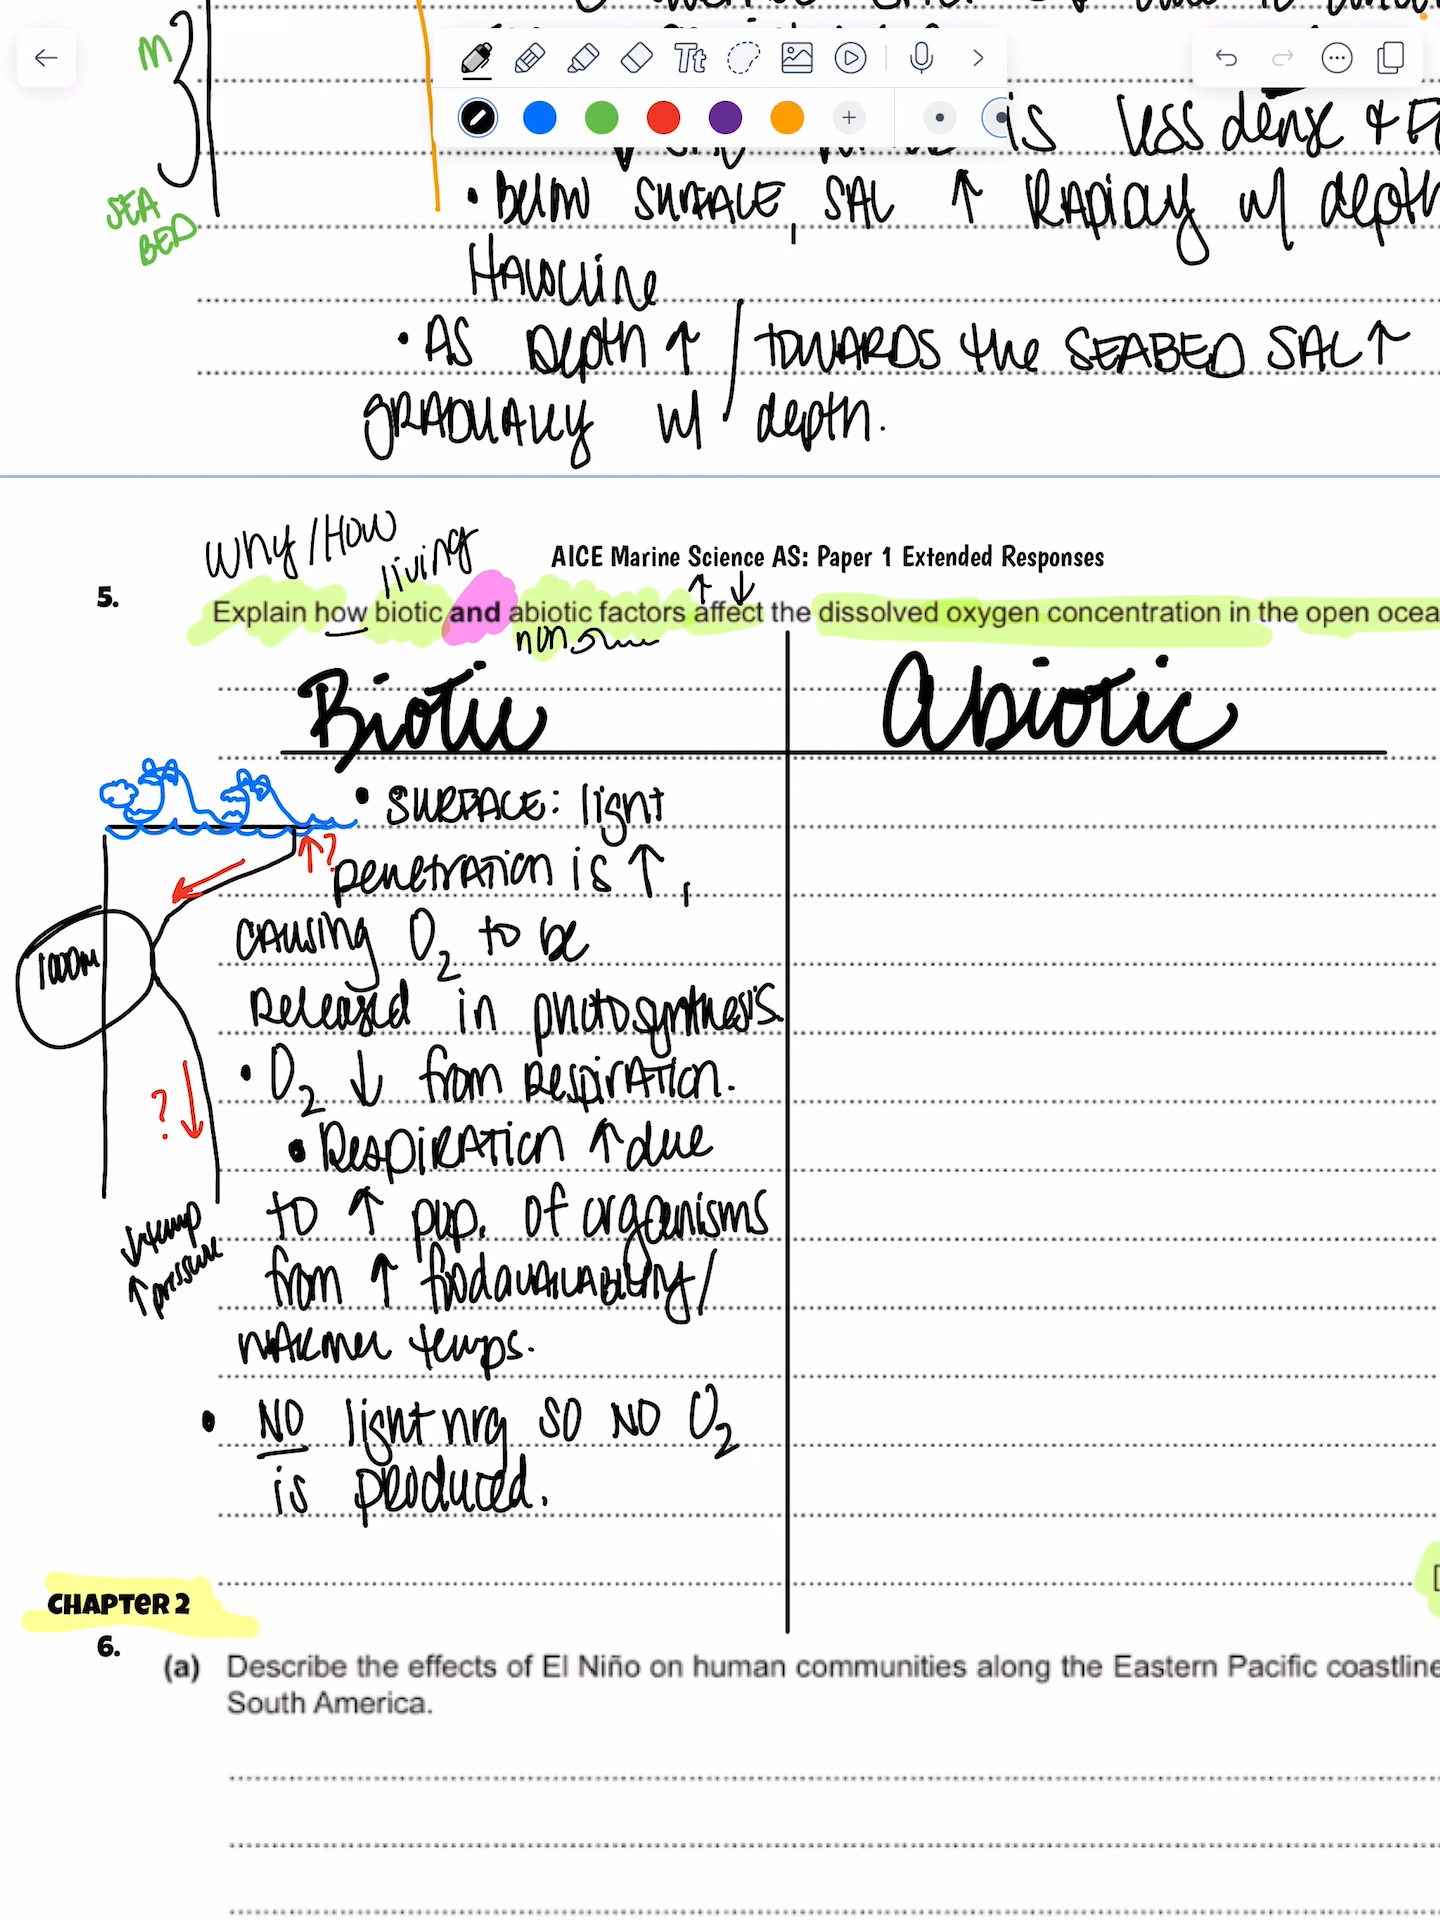 M
is less dense +
SEA
BED
• Below SURFACE, SAL ↑ RAPIDLY w/ depth
Halocline
• AS Depth ↑ / TOWARDS the SEABED SAL ↑
GRADUALLY w/ depth.
Why / How
living
AICE Marine Science AS: Paper 1 Extended Responses
↑ ↓
5.
Explain how biotic and abiotic factors affect the dissolved oxygen concentration in the open ocea
non
Biotic
Abiotic
• SURFACE: light
↑?
penetration is ↑,
causing O2 to be
1000m
Released in photosynthesis.
• O2 ↓ from Respiration.
?
• Respiration ↑ due
to ↑ pop. of organisms
↓ temp
↑ pressure
from ↑ food availability /
warmer temps.
• NO light nrg so NO O2
is produced.
CHAPTER 2
6.
(a) Describe the effects of El Niño on human communities along the Eastern Pacific coastline
South America.